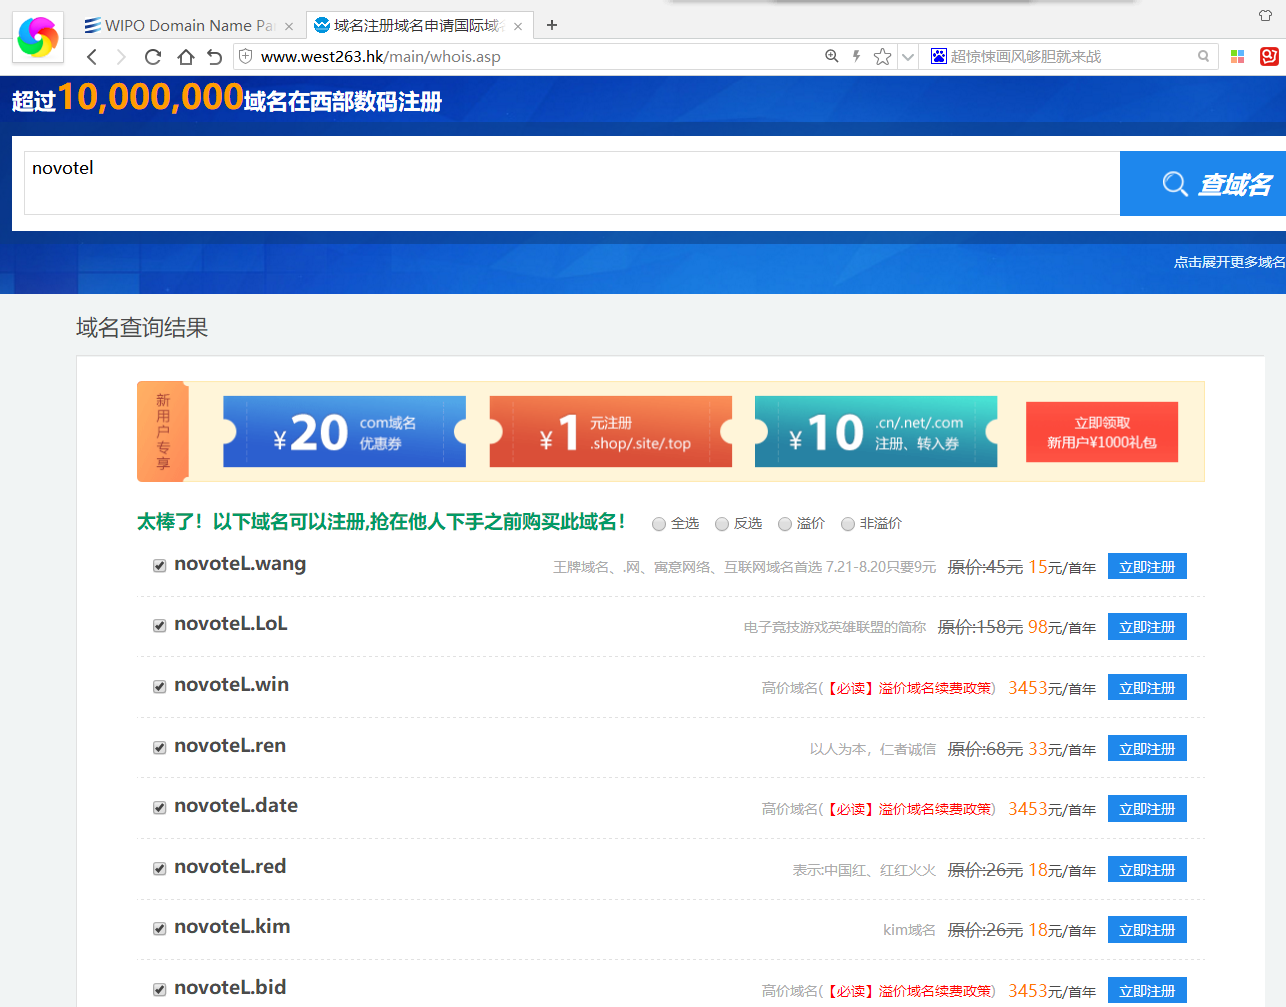 WIPO Domain Name Pa
域名注册域名申请国际域
www.west263.hk/main/whois.asp
超惊悚画风够胆就来战
超过10,000,000域名在西部数码注册
novotel
查域名
点击展开更多域名
域名查询结果
新用户专享
¥20 com域名
优惠券
¥1 元注册
.shop/.site/.top
¥10 .cn/.net/.com
注册、转入券
立即领取
新用户¥1000礼包
太棒了！以下域名可以注册,抢在他人下手之前购买此域名！ 全选 反选 溢价 非溢价
novoteL.wang 王牌域名、.网、寓意网络、互联网域名首选 7.21-8.20只要9元 原价:45元 15元/首年 立即注册
novoteL.LoL 电子竞技游戏英雄联盟的简称 原价:158元 98元/首年 立即注册
novoteL.win 高价域名(【必读】溢价域名续费政策) 3453元/首年 立即注册
novoteL.ren 以人为本，仁者诚信 原价:68元 33元/首年 立即注册
novoteL.date 高价域名(【必读】溢价域名续费政策) 3453元/首年 立即注册
novoteL.red 表示:中国红、红红火火 原价:26元 18元/首年 立即注册
novoteL.kim kim域名 原价:26元 18元/首年 立即注册
novoteL.bid 高价域名(【必读】溢价域名续费政策) 3453元/首年 立即注册